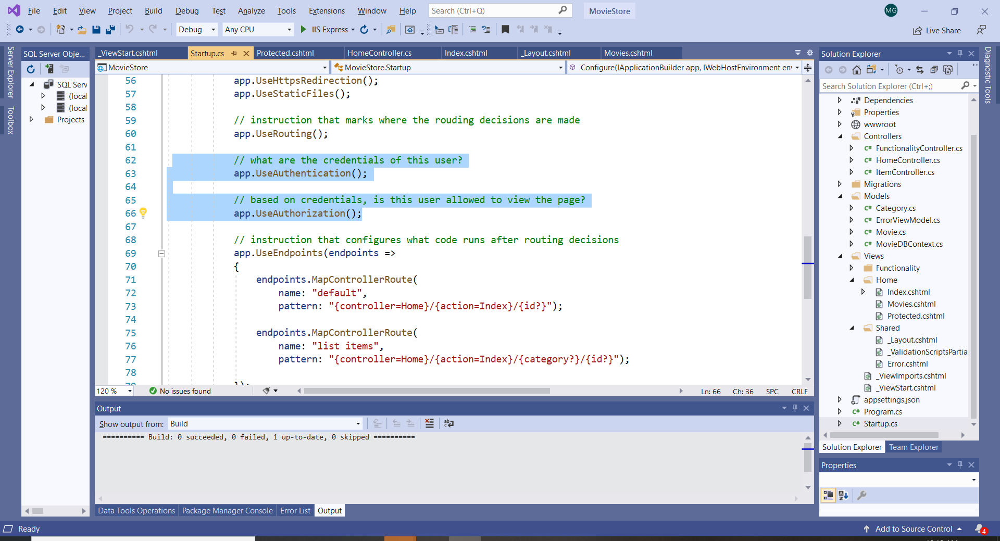 File Edit View Project Build Debug Test Analyze Tools Extensions Window Help Search (Ctrl+Q) MovieStore MG
Debug Any CPU IIS Express Live Share
Server Explorer
Toolbox
SQL Server Obje...
SQL Serv
(local
(local
Projects
_ViewStart.cshtml Startup.cs Protected.cshtml HomeController.cs Index.cshtml _Layout.cshtml Movies.cshtml
MovieStore MovieStore.Startup Configure(IApplicationBuilder app, IWebHostEnvironment env
56 app.UseHttpsRedirection();
57 app.UseStaticFiles();
58
59 // instruction that marks where the rouding decisions are made
60 app.UseRouting();
61
62 // what are the credentials of this user?
63 app.UseAuthentication();
64
65 // based on credentials, is this user allowed to view the page?
66 app.UseAuthorization();
67
68 // instruction that configures what code runs after routing decisions
69 app.UseEndpoints(endpoints =>
70 {
71 endpoints.MapControllerRoute(
72 name: "default",
73 pattern: "{controller=Home}/{action=Index}/{id?}");
74
75 endpoints.MapControllerRoute(
76 name: "list items",
77 pattern: "{controller=Home}/{action=Index}/{category?}/{id?}");
78
79 });
120 % No issues found Ln: 66 Ch: 36 SPC CRLF
Output
Show output from: Build
========== Build: 0 succeeded, 0 failed, 1 up-to-date, 0 skipped ==========
Data Tools Operations Package Manager Console Error List Output
Solution Explorer
Search Solution Explorer (Ctrl+;)
Dependencies
Properties
wwwroot
Controllers
C# FunctionalityController.cs
C# HomeController.cs
C# ItemController.cs
Migrations
Models
C# Category.cs
C# ErrorViewModel.cs
C# Movie.cs
C# MovieDBContext.cs
Views
Functionality
Home
Index.cshtml
Movies.cshtml
Protected.cshtml
Shared
_Layout.cshtml
_ValidationScriptsPartia
Error.cshtml
_ViewImports.cshtml
_ViewStart.cshtml
appsettings.json
C# Program.cs
C# Startup.cs
Solution Explorer Team Explorer
Properties
Diagnostic Tools
Ready Add to Source Control 4